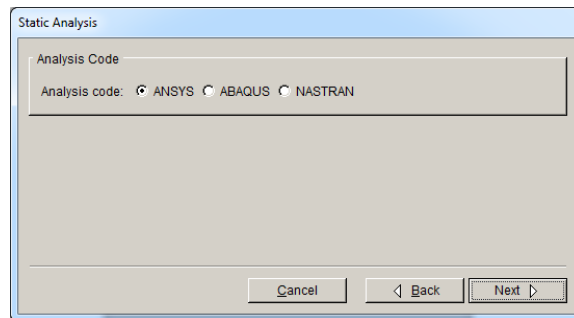 Static Analysis
Analysis Code
Analysis code: ANSYS ABAQUS NASTRAN
Cancel Back Next